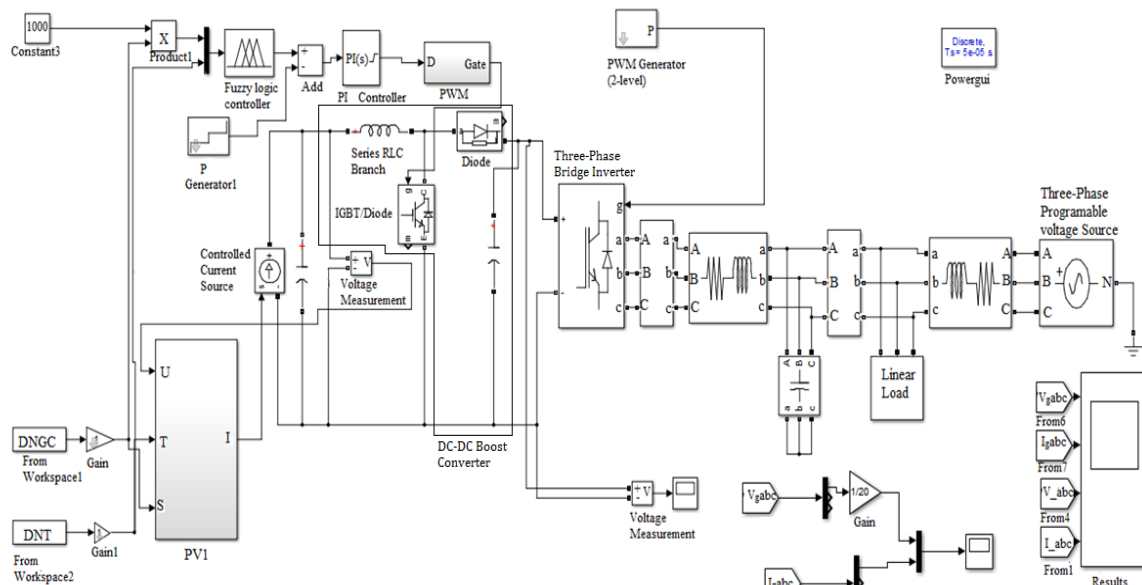 1000
Constant3
X
Product1
Fuzzy logic
controller
+
-
Add
PI(s)
PI Controller
D
Gate
PWM
P
PWM Generator
(2-level)
Discrete,
Ts = 5e-05 s
Powergui
P
Generator1
Series RLC
Branch
a
m
Diode
g
C
m
E
IGBT/Diode
Controlled
Current
Source
s
+
-
+
-
V
Voltage
Measurement
DC-DC Boost
Converter
Three-Phase
Bridge Inverter
g
+
-
a
b
c
A
B
C
a
b
c
A
B
C
a
b
c
A
B
C
a
b
c
A
B
C
a
b
c
Linear
Load
Three-Phase
Programable
voltage Source
A
B
C
A
B
C
N
U
T
S
I
PV1
DNGC
From
Workspace1
Gain
DNT
From
Workspace2
Gain1
+
-
V
Voltage
Measurement
Vgabc
1/20
Gain
Vgabc
From6
Igabc
From7
V_abc
From4
I_abc
From1
Results